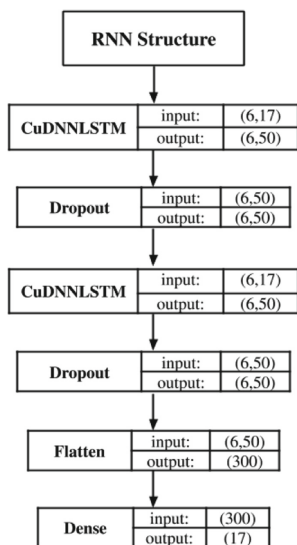 RNN Structure
CuDNNLSTM input: (6,17)
output: (6,50)
Dropout input: (6,50)
output: (6,50)
CuDNNLSTM input: (6,17)
output: (6,50)
Dropout input: (6,50)
output: (6,50)
Flatten input: (6,50)
output: (300)
Dense input: (300)
output: (17)